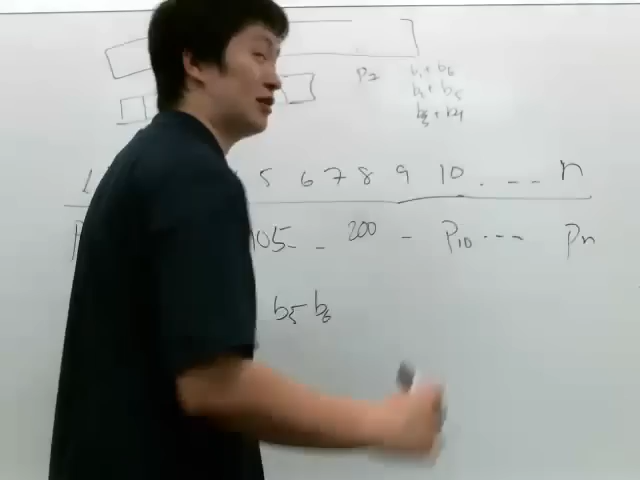 P2 b1 + b6
b2 + b5
b3 + b4
1 5 6 7 8 9 10 . - - - n
P 105 - - 200 - P10 . . - - - Pn
b5 b6